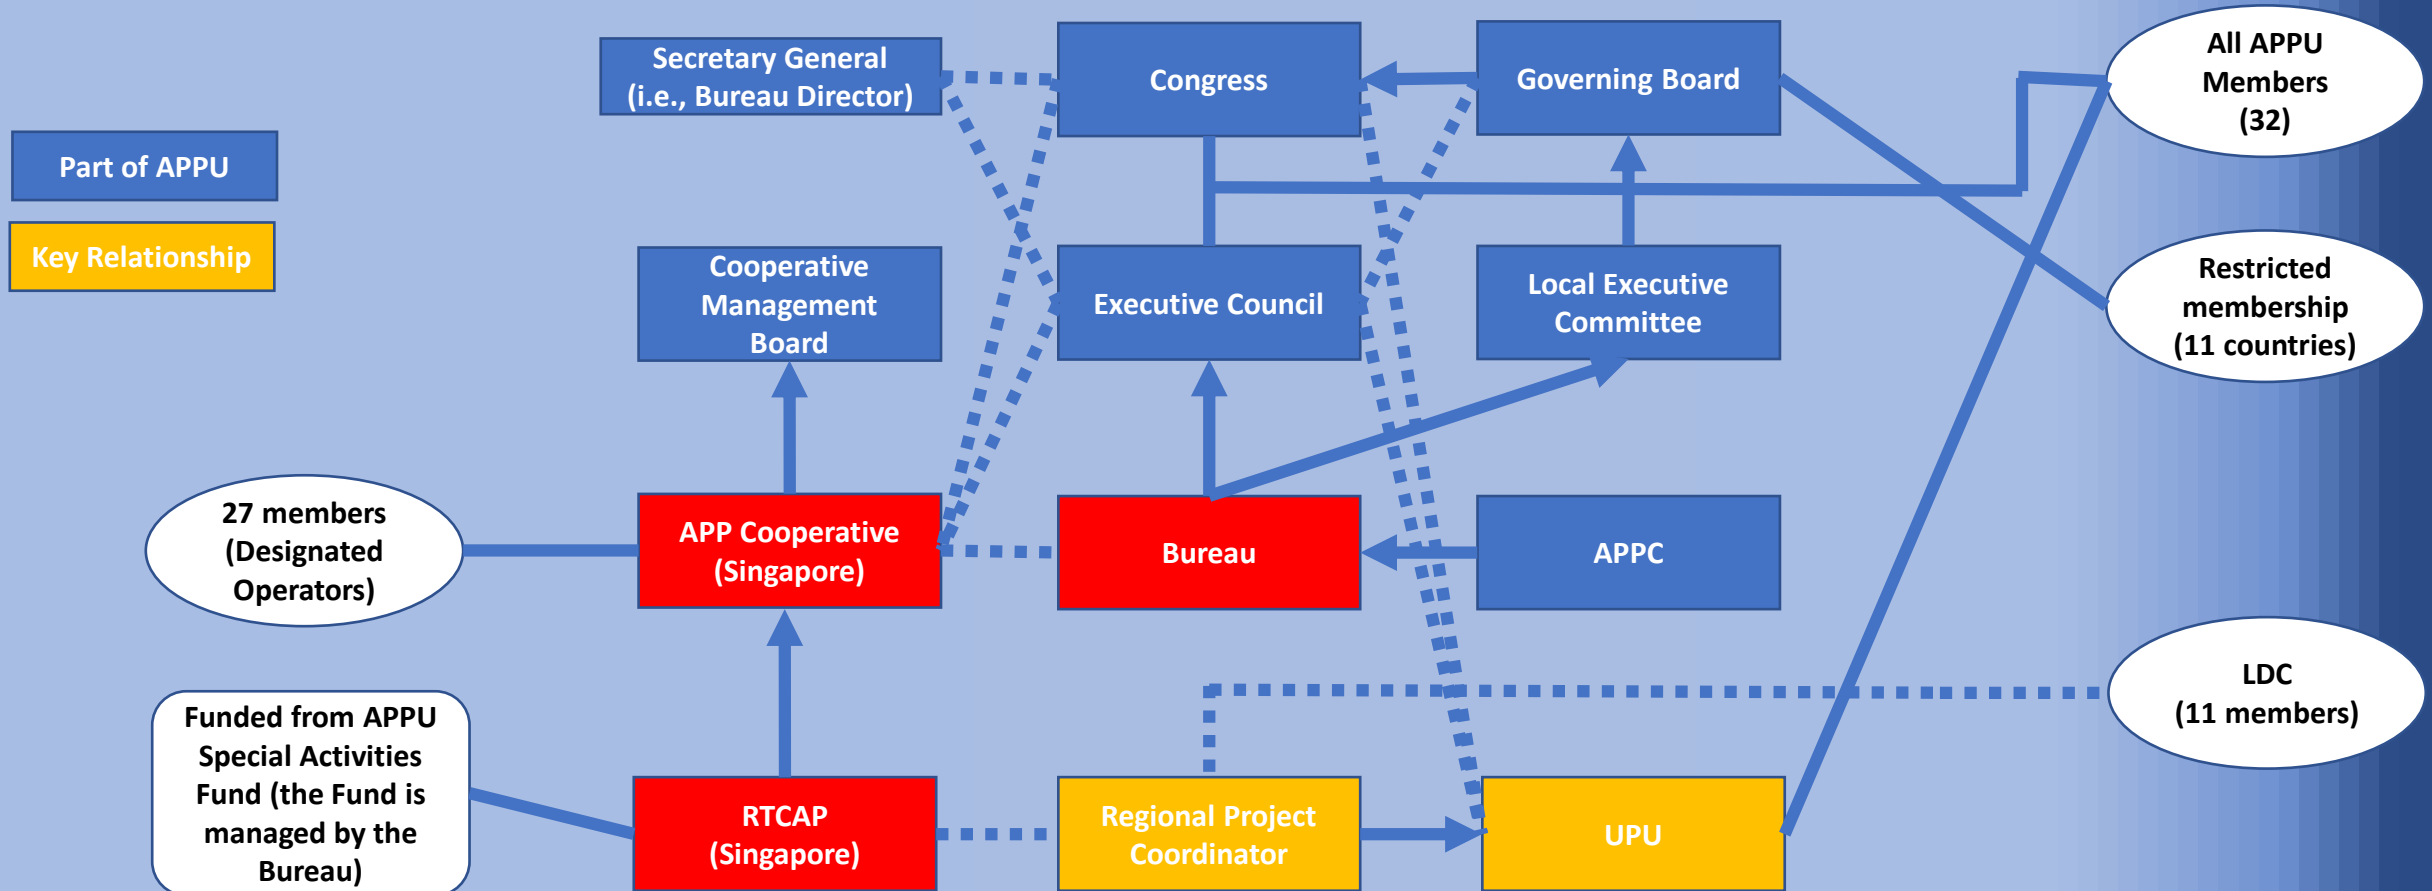 Secretary General
(i.e., Bureau Director)
Congress
Governing Board
All APPU
Members
(32)
Part of APPU
Key Relationship
Cooperative
Management
Board
Executive Council
Local Executive
Committee
Restricted
membership
(11 countries)
27 members
(Designated
Operators)
APP Cooperative
(Singapore)
Bureau
APPC
LDC
(11 members)
Funded from APPU
Special Activities
Fund (the Fund is
managed by the
Bureau)
RTCAP
(Singapore)
Regional Project
Coordinator
UPU